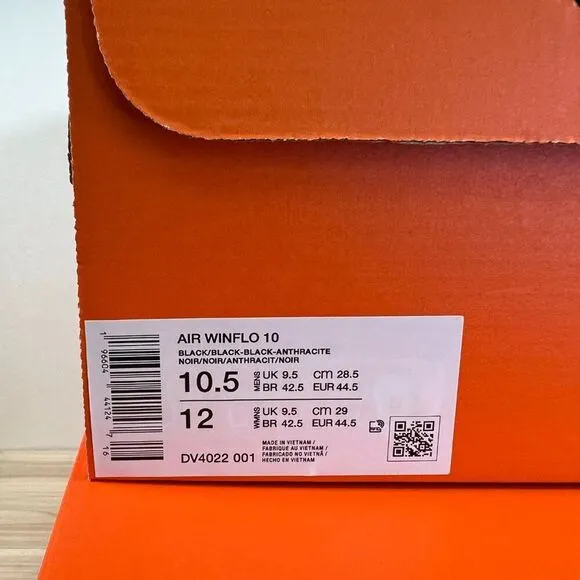 AIR WINFLO 10
BLACK/BLACK-BLACK-ANTHRACITE
NOIR/NOIR/ANTHRACIT/NOIR
10.5 MENS UK 9.5 cm 28.5
BR 42.5 EUR 44.5
12 WMNS UK 9.5 cm 29
BR 42.5 EUR 44.5
MADE IN VIETNAM /
FABRIQUE AU VIETNAM /
FABRICADO NO VIETNÃ /
HECHO EN VIETNAM
DV4022 001
1 96604 44124 7 16